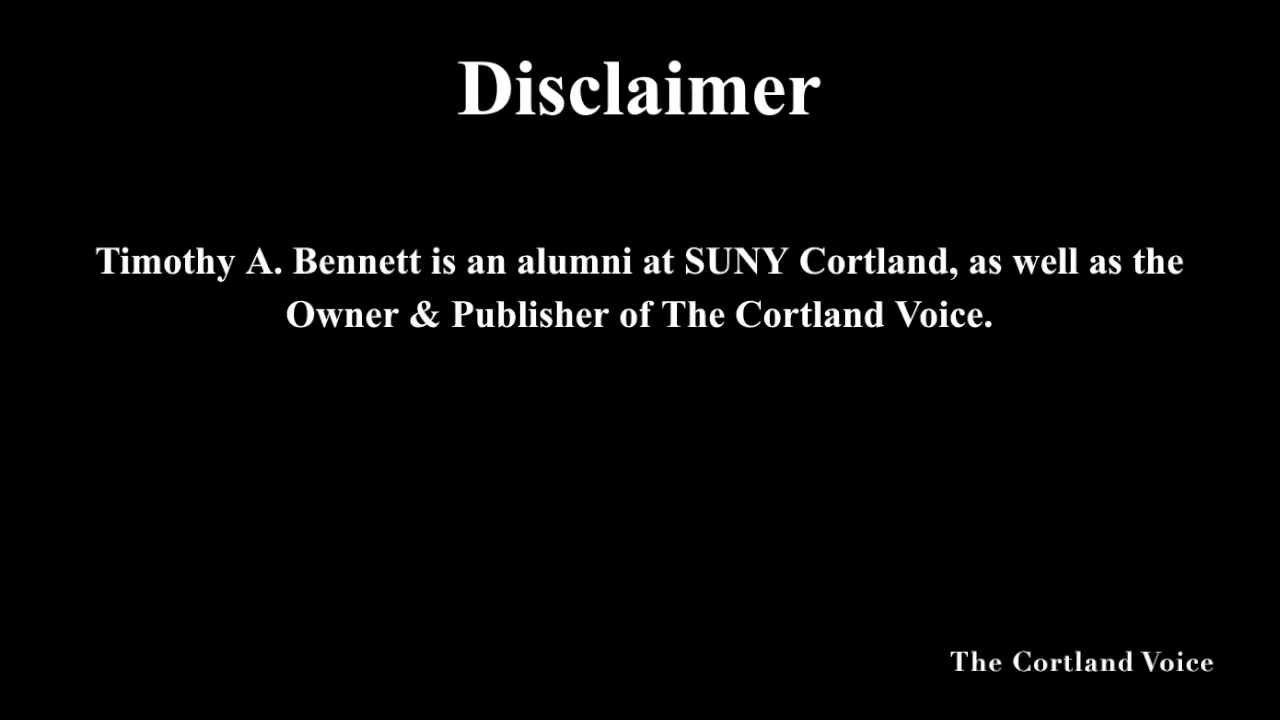 Disclaimer
Timothy A. Bennett is an alumni at SUNY Cortland, as well as the
Owner & Publisher of The Cortland Voice.
The Cortland Voice